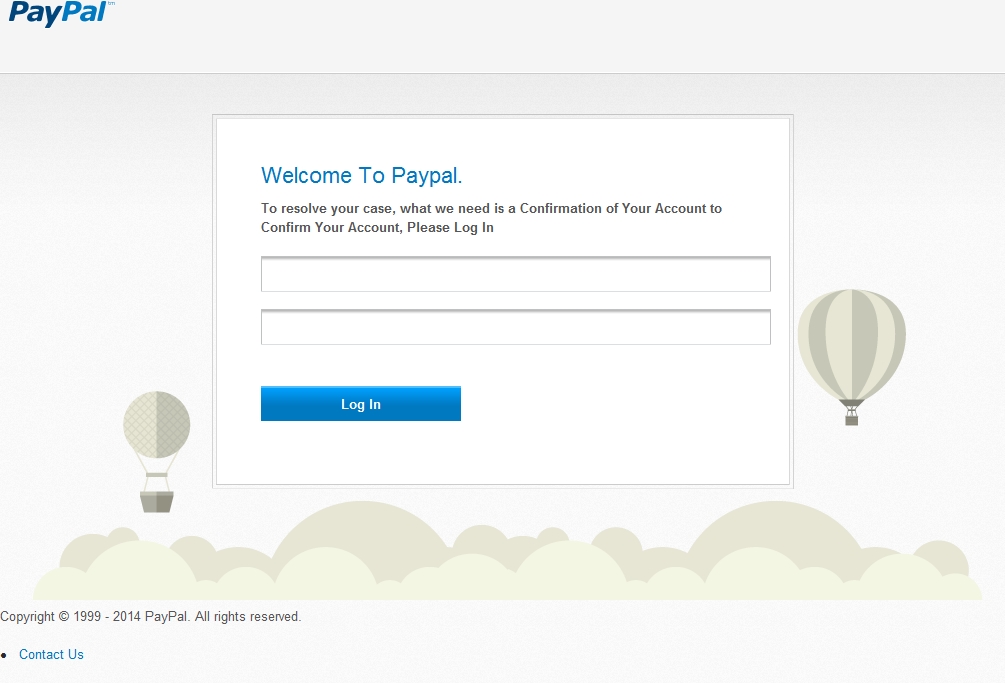 PayPal™
Welcome To Paypal.
To resolve your case, what we need is a Confirmation of Your Account to
Confirm Your Account, Please Log In
Log In
Copyright © 1999 - 2014 PayPal. All rights reserved.
Contact Us